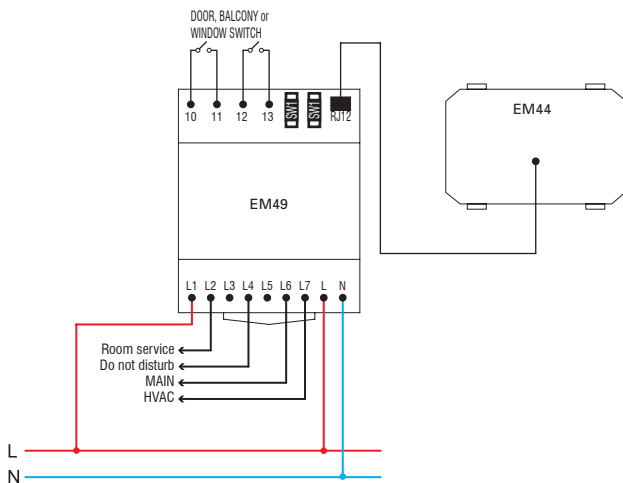 DOOR, BALCONY or
WINDOW SWITCH
10 11 12 13 SW1 SW1 RJ12
EM44
EM49
L1 L2 L3 L4 L5 L6 L7 L N
Room service
Do not disturb
MAIN
HVAC
L
N